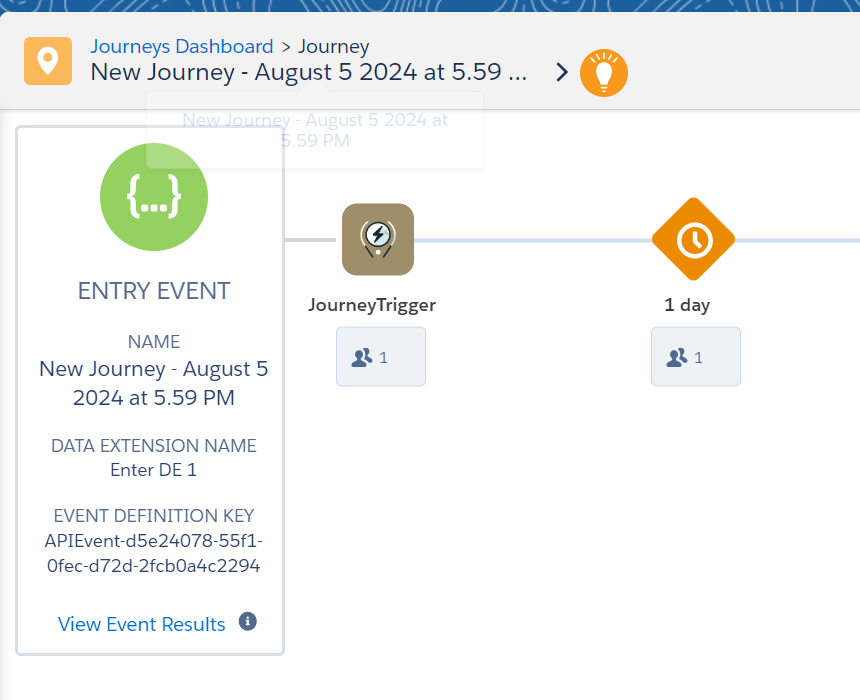 Journeys Dashboard > Journey
New Journey - August 5 2024 at 5.59 ...
New Journey - August 5 2024 at
5.59 PM
{...}
ENTRY EVENT
NAME
New Journey - August 5
2024 at 5.59 PM
DATA EXTENSION NAME
Enter DE 1
EVENT DEFINITION KEY
APIEvent-d5e24078-55f1-
0fec-d72d-2fcb0a4c2294
View Event Results
JourneyTrigger
1
1 day
1